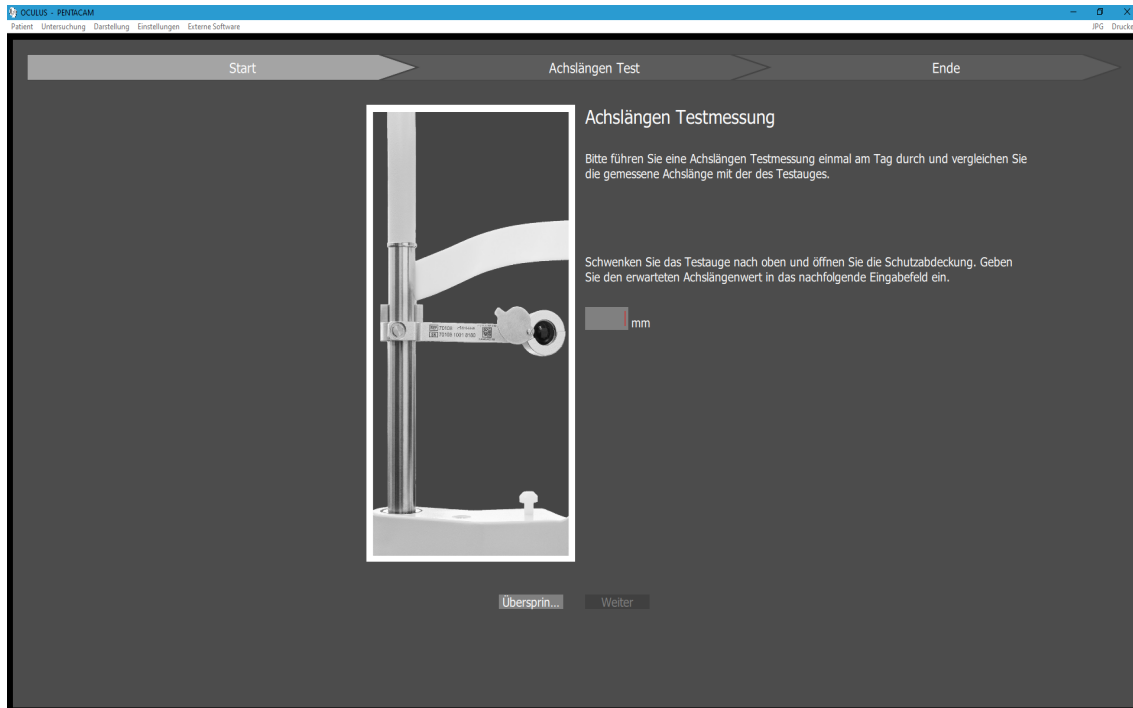 OCULUS - PENTACAM
Patient Untersuchung Darstellung Einstellungen Externe Software
JPG Drucke
Start
Achslängen Test
Ende
Achslängen Testmessung
Bitte führen Sie eine Achslängen Testmessung einmal am Tag durch und vergleichen Sie
die gemessene Achslänge mit der des Testauges.
Schwenken Sie das Testauge nach oben und öffnen Sie die Schutzabdeckung. Geben
Sie den erwarteten Achslängenwert in das nachfolgende Eingabefeld ein.
mm
Übersprin...
Weiter